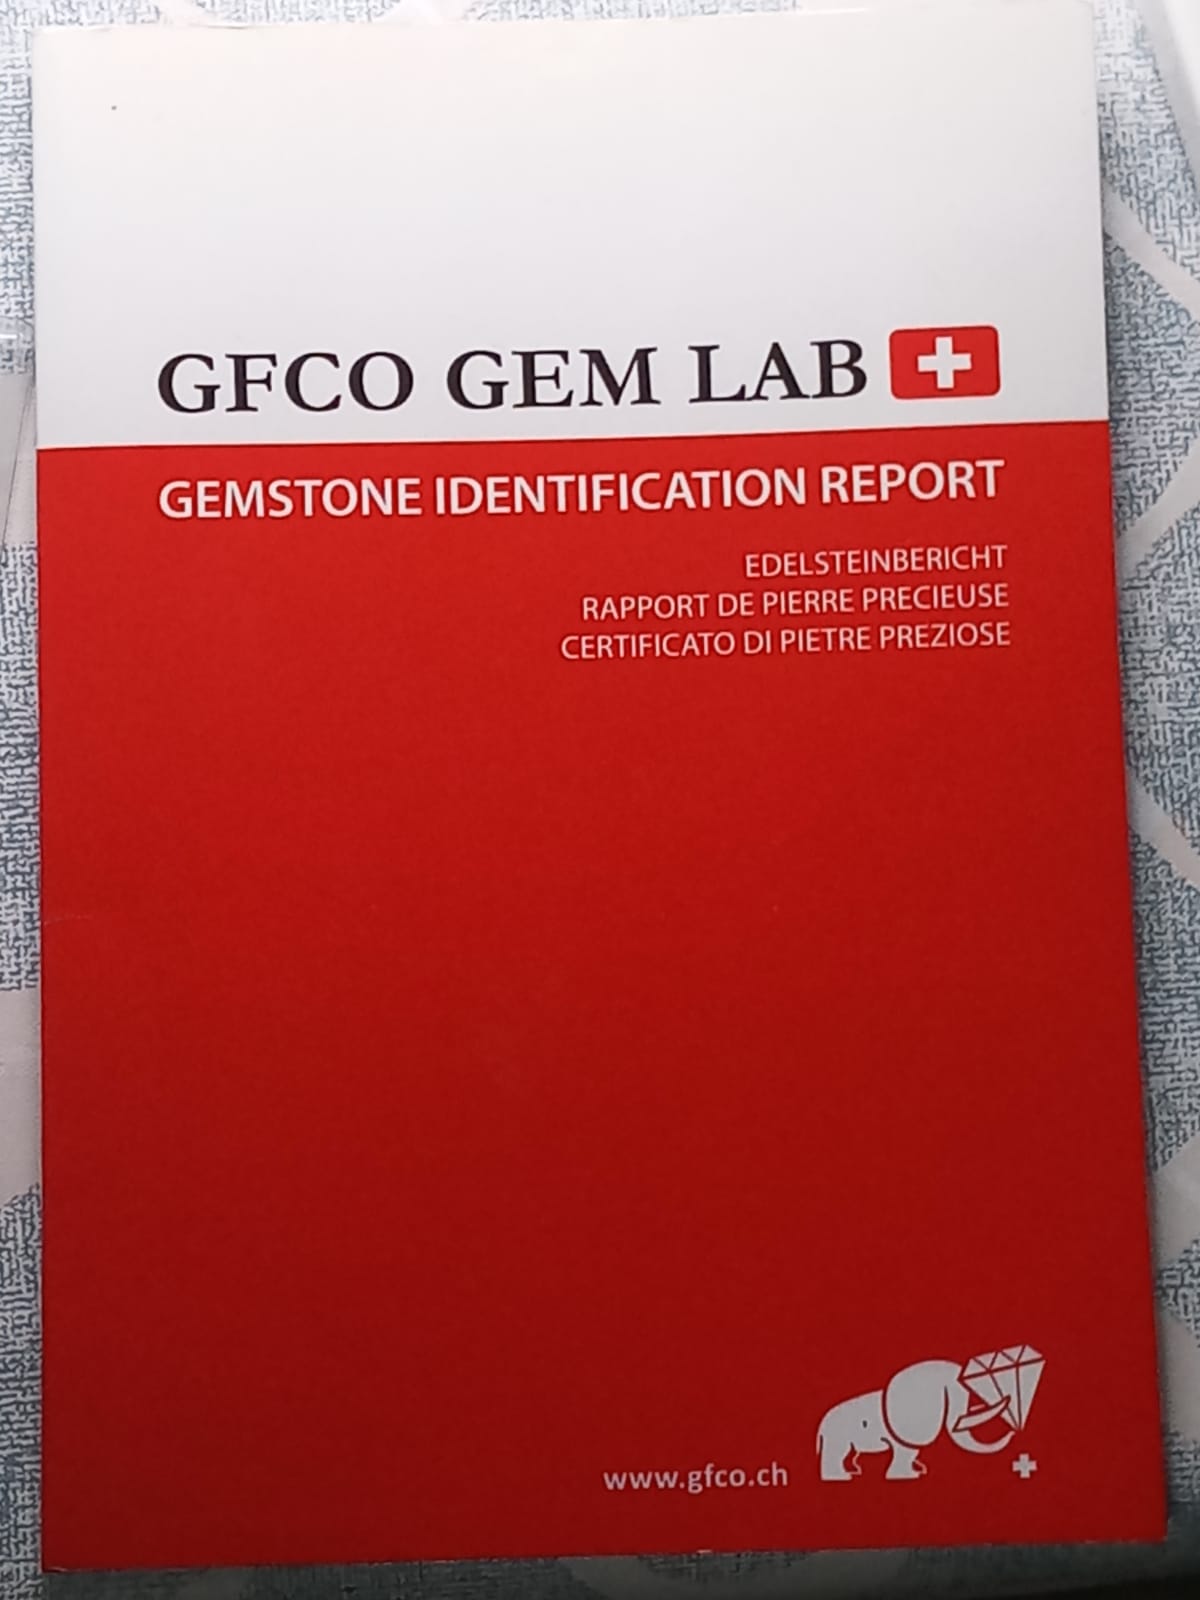 GFCO GEM LAB
GEMSTONE IDENTIFICATION REPORT
EDELSTEINBERICHT
RAPPORT DE PIERRE PRECIEUSE
CERTIFICATO DI PIETRE PREZIOSE
www.gfco.ch